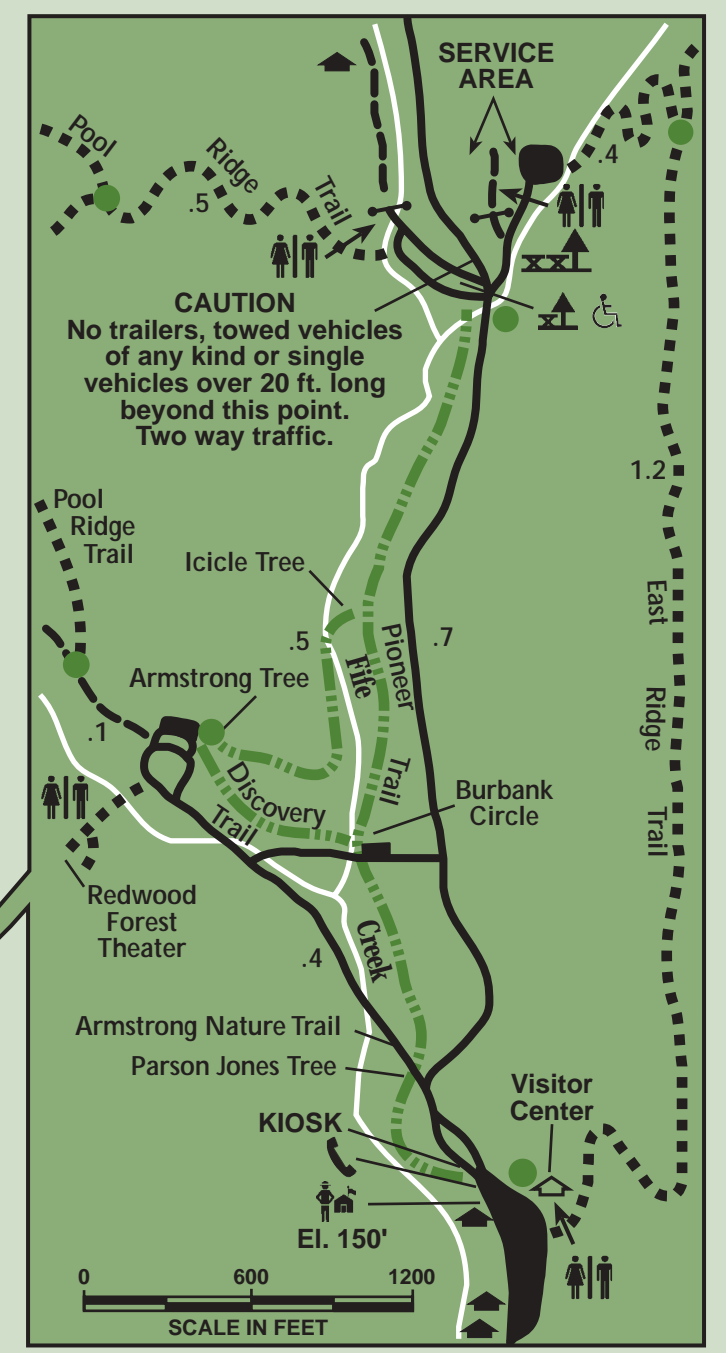 SERVICE
AREA
Pool
Ridge
Trail
.5
.4
CAUTION
No trailers, towed vehicles
of any kind or single
vehicles over 20 ft. long
beyond this point.
Two way traffic.
1.2
Pool
Ridge
Trail
Icicle Tree
East
Ridge
Trail
.5
Fife
Creek
Pioneer
Trail
.7
Armstrong Tree
.1
Discovery
Trail
Burbank
Circle
Redwood
Forest
Theater
.4
Armstrong Nature Trail
Parson Jones Tree
Visitor
Center
KIOSK
El. 150'
0 600 1200
SCALE IN FEET